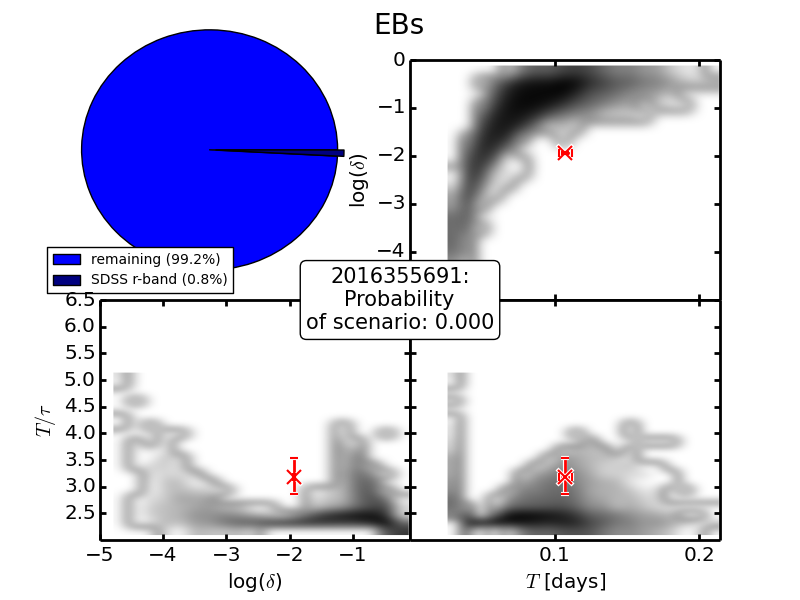 EBs
remaining (99.2%)
SDSS r-band (0.8%)
log(δ)
0
−1
−2
−3
−4
2016355691:
Probability
of scenario: 0.000
T/τ
6.5
6.0
5.5
5.0
4.5
4.0
3.5
3.0
2.5
−5 −4 −3 −2 −1
log(δ)
0.1 0.2
T [days]